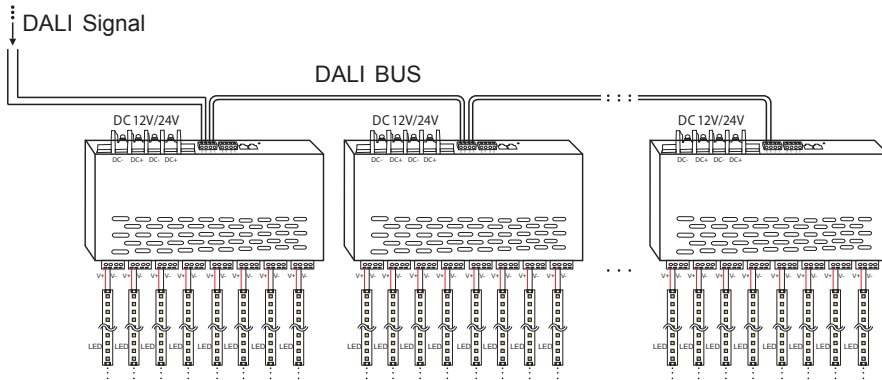 DALI Signal
DALI BUS
DC 12V/24V DC 12V/24V DC 12V/24V
DC- DC+ DC- DC+ DC- DC+ DC- DC+ DC- DC+ DC- DC+
V+ V- V+ V- V+ V- V+ V- V+ V- V+ V- V+ V- V+ V- V+ V- V+ V- V+ V- V+ V- V+ V- V+ V- V+ V- V+ V- V+ V- V+ V- V+ V- V+ V- V+ V- V+ V- V+ V- V+ V-
LED LED LED LED LED LED LED LED LED LED LED LED LED LED LED LED LED LED LED LED LED LED LED LED